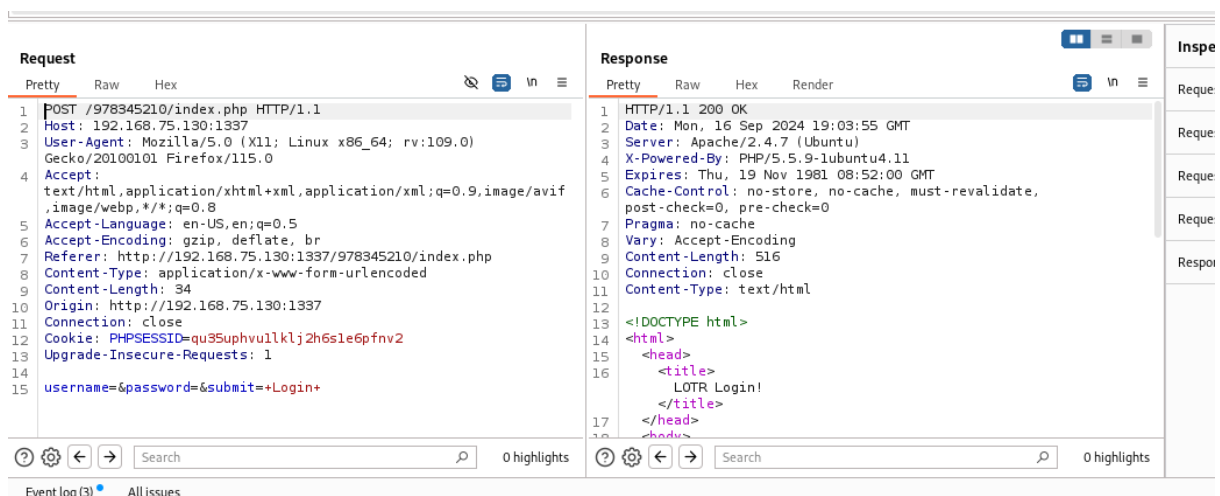 Request
Pretty Raw Hex \n
1 POST /978345210/index.php HTTP/1.1
2 Host: 192.168.75.130:1337
3 User-Agent: Mozilla/5.0 (X11; Linux x86_64; rv:109.0)
Gecko/20100101 Firefox/115.0
4 Accept:
text/html,application/xhtml+xml,application/xml;q=0.9,image/avif
,image/webp,*/*;q=0.8
5 Accept-Language: en-US,en;q=0.5
6 Accept-Encoding: gzip, deflate, br
7 Referer: http://192.168.75.130:1337/978345210/index.php
8 Content-Type: application/x-www-form-urlencoded
9 Content-Length: 34
10 Origin: http://192.168.75.130:1337
11 Connection: close
12 Cookie: PHPSESSID=qu35uphvu1lklj2h6s1e6pfnv2
13 Upgrade-Insecure-Requests: 1
14
15 username=&password=&submit=+Login+
Search 0 highlights
Response
Pretty Raw Hex Render \n
1 HTTP/1.1 200 OK
2 Date: Mon, 16 Sep 2024 19:03:55 GMT
3 Server: Apache/2.4.7 (Ubuntu)
4 X-Powered-By: PHP/5.5.9-1ubuntu4.11
5 Expires: Thu, 19 Nov 1981 08:52:00 GMT
6 Cache-Control: no-store, no-cache, must-revalidate,
post-check=0, pre-check=0
7 Pragma: no-cache
8 Vary: Accept-Encoding
9 Content-Length: 516
10 Connection: close
11 Content-Type: text/html
12
13 <!DOCTYPE html>
14 <html>
15 <head>
16 <title>
LOTR Login!
</title>
17 </head>
18 <body>
Search 0 highlights
Inspe
Reques
Reques
Reques
Reques
Respon
Event log (3) All issues